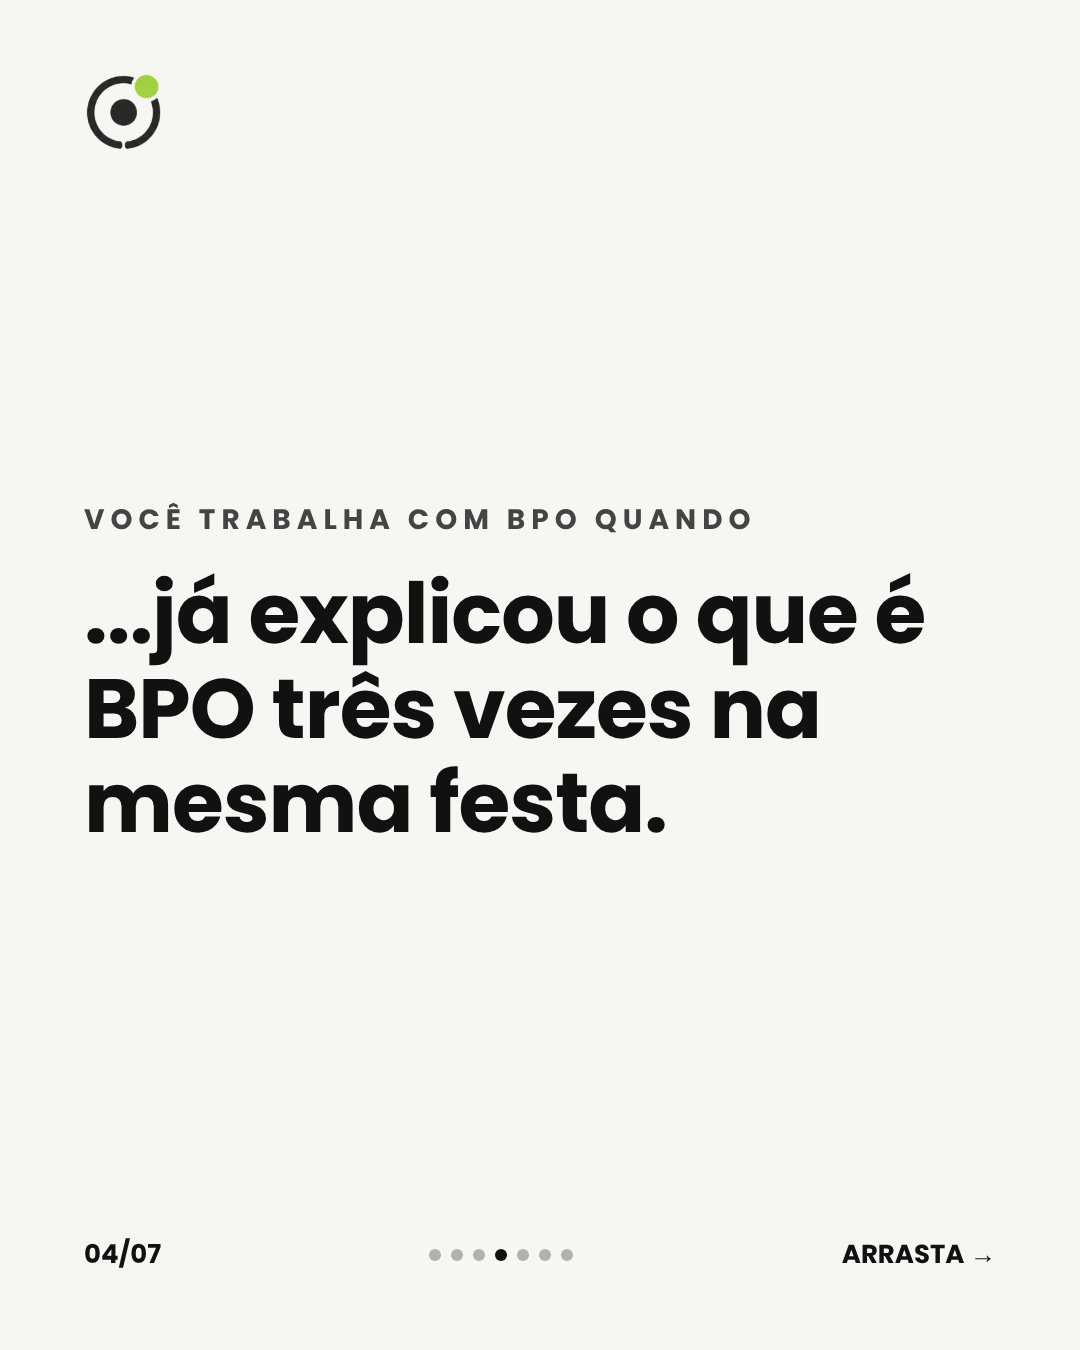 VOCÊ TRABALHA COM BPO QUANDO
...já explicou o que é
BPO três vezes na
mesma festa.
04/07
ARRASTA →